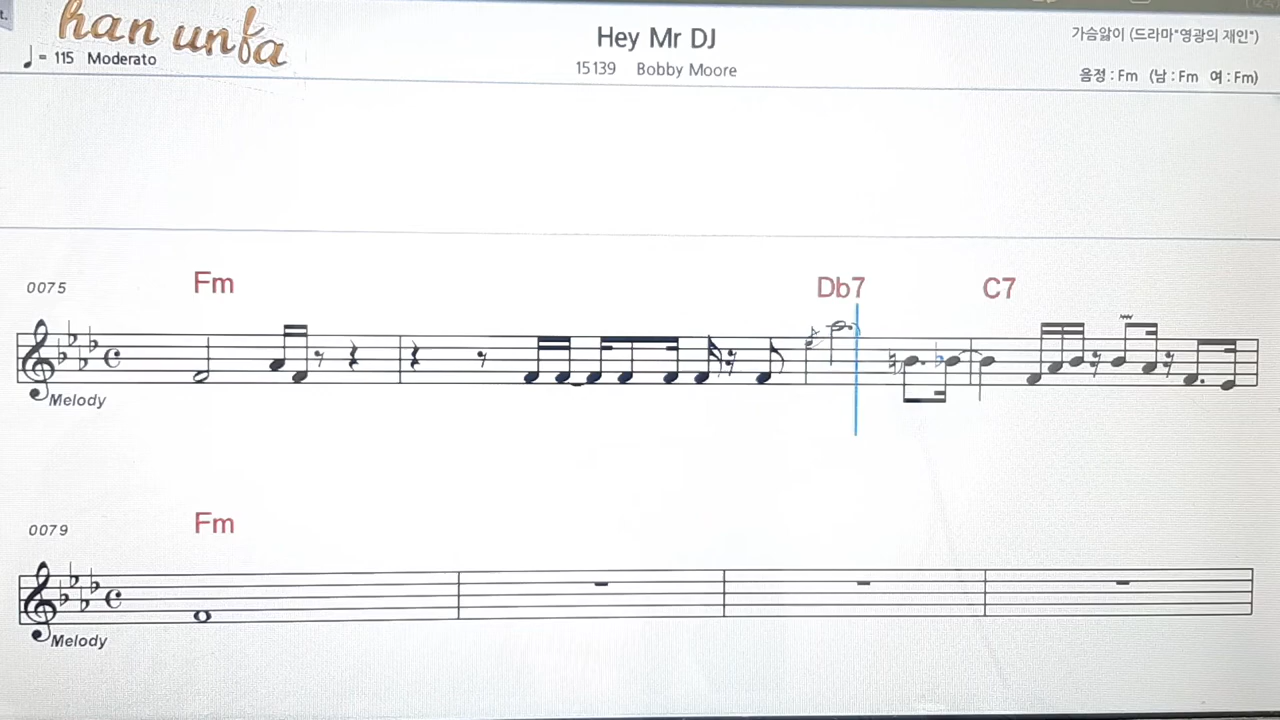 han unfa
♩ = 115 Moderato
Hey Mr DJ
15139 Bobby Moore
가슴앓이 (드라마"영광의 재인")
음정 : Fm (남 : Fm 여 : Fm)
0075
Fm
Db7
C7
Melody
0079
Fm
Melody